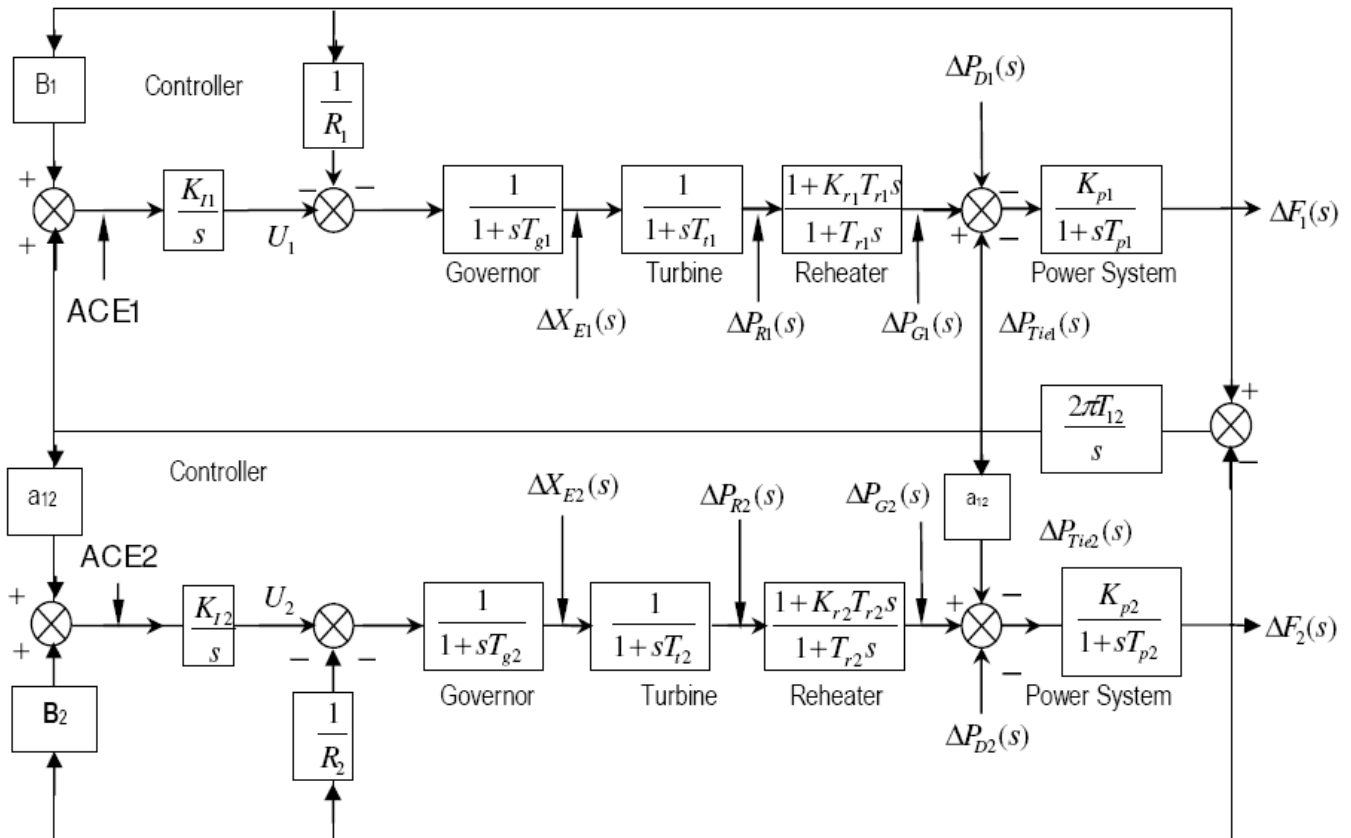 B1
Controller
1
R1
ΔPD1(s)
+
+
KI1
s
U1
−
−
1
1+sTg1
Governor
1
1+sTt1
Turbine
1+Kr1Tr1s
1+Tr1s
Reheater
+
−
−
Kp1
1+sTp1
Power System
ΔF1(s)
ACE1
ΔXE1(s)
ΔPR1(s)
ΔPG1(s)
ΔPTie1(s)
2πT12
s
+
−
a12
Controller
ACE2
ΔXE2(s)
ΔPR2(s)
ΔPG2(s)
a12
ΔPTie2(s)
+
+
KI2
s
U2
−
−
1
1+sTg2
Governor
1
1+sTt2
Turbine
1+Kr2Tr2s
1+Tr2s
Reheater
+
−
−
Kp2
1+sTp2
Power System
ΔF2(s)
B2
1
R2
ΔPD2(s)